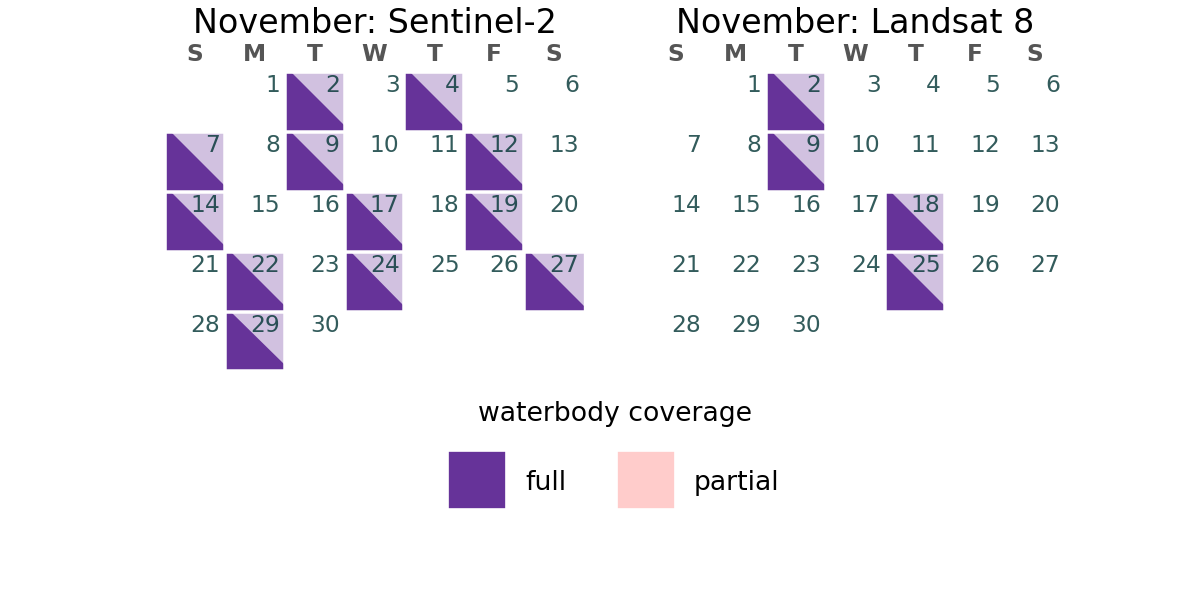 November: Sentinel-2
S M T W T F S
1 2 3 4 5 6
7 8 9 10 11 12 13
14 15 16 17 18 19 20
21 22 23 24 25 26 27
28 29 30
November: Landsat 8
S M T W T F S
1 2 3 4 5 6
7 8 9 10 11 12 13
14 15 16 17 18 19 20
21 22 23 24 25 26 27
28 29 30
waterbody coverage
full
partial